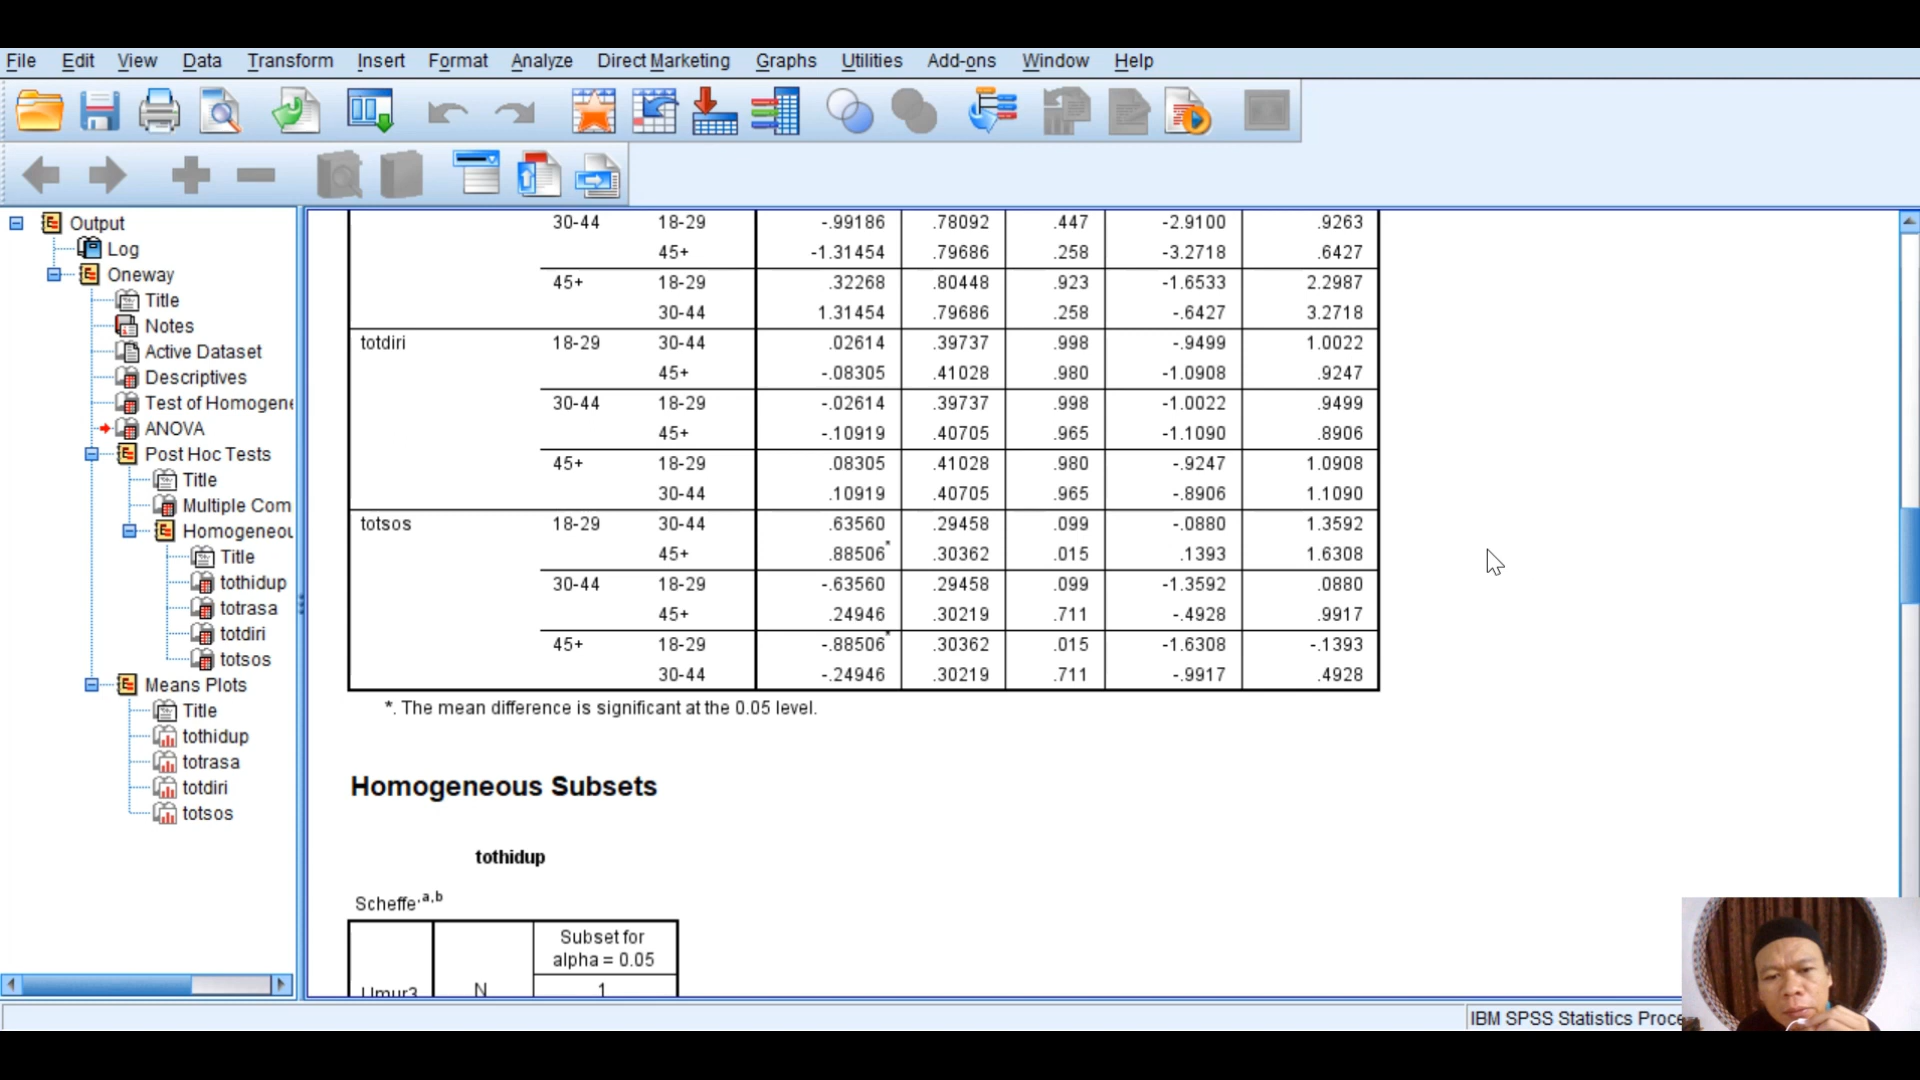 File Edit View Data Transform Insert Format Analyze Direct Marketing Graphs Utilities Add-ons Window Help
Output
Log
Oneway
Title
Notes
Active Dataset
Descriptives
Test of Homogene
ANOVA
Post Hoc Tests
Title
Multiple Com
Homogeneou
Title
tothidup
totrasa
totdiri
totsos
Means Plots
Title
tothidup
totrasa
totdiri
totsos
30-44 18-29 -.99186 .78092 .447 -2.9100 .9263
45+ -1.31454 .79686 .258 -3.2718 .6427
45+ 18-29 .32268 .80448 .923 -1.6533 2.2987
30-44 1.31454 .79686 .258 -.6427 3.2718
totdiri 18-29 30-44 .02614 .39737 .998 -.9499 1.0022
45+ -.08305 .41028 .980 -1.0908 .9247
30-44 18-29 -.02614 .39737 .998 -1.0022 .9499
45+ -.10919 .40705 .965 -1.1090 .8906
45+ 18-29 .08305 .41028 .980 -.9247 1.0908
30-44 .10919 .40705 .965 -.8906 1.1090
totsos 18-29 30-44 .63560 .29458 .099 -.0880 1.3592
45+ .88506* .30362 .015 .1393 1.6308
30-44 18-29 -.63560 .29458 .099 -1.3592 .0880
45+ .24946 .30219 .711 -.4928 .9917
45+ 18-29 -.88506* .30362 .015 -1.6308 -.1393
30-44 -.24946 .30219 .711 -.9917 .4928
*. The mean difference is significant at the 0.05 level.
Homogeneous Subsets
tothidup
Scheffe a,b
Subset for
alpha = 0.05
Umur3 N 1
IBM SPSS Statistics Proce